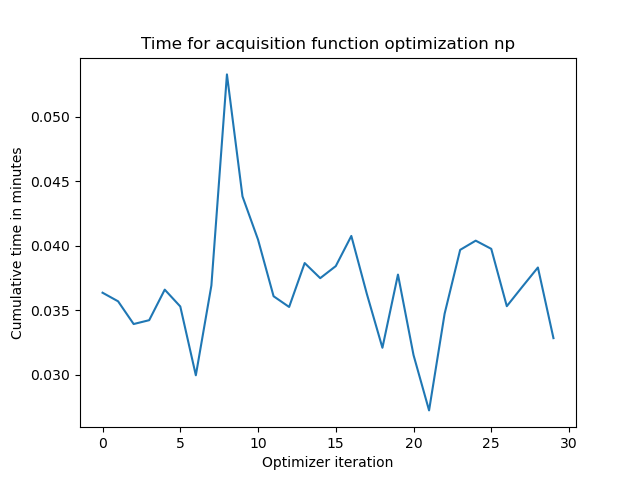 Time for acquisition function optimization np
Cumulative time in minutes
0.050
0.045
0.040
0.035
0.030
0 5 10 15 20 25 30
Optimizer iteration